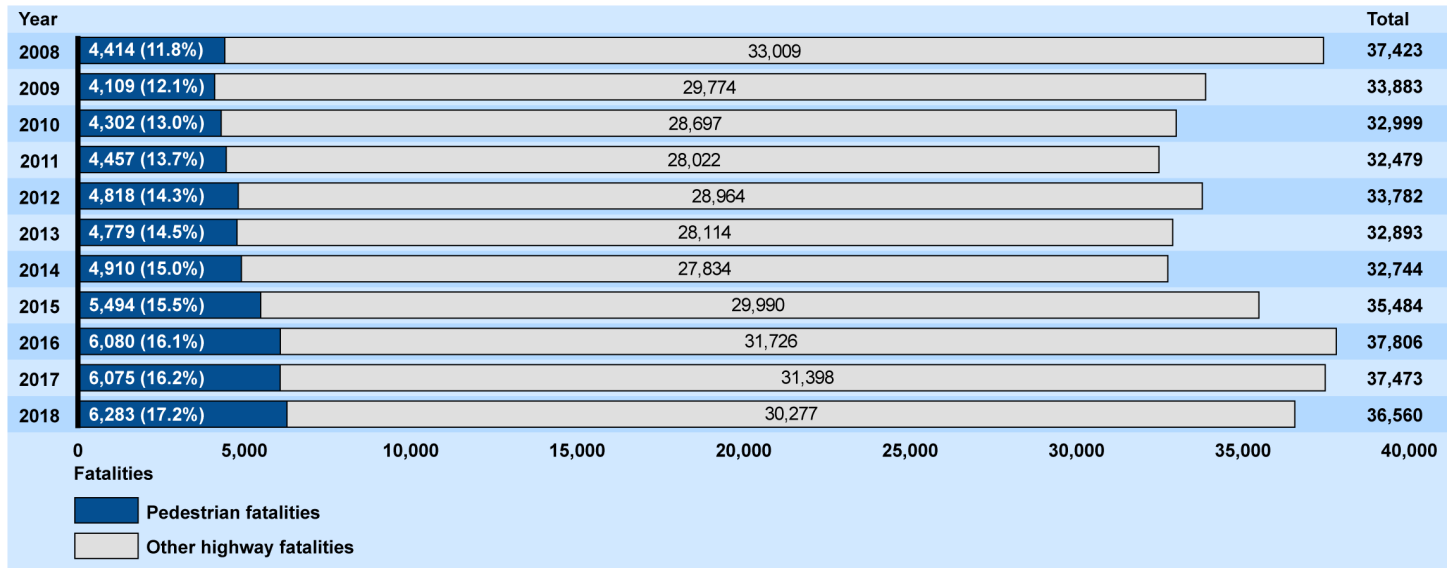 Year Total
2008 4,414 (11.8%) 33,009 37,423
2009 4,109 (12.1%) 29,774 33,883
2010 4,302 (13.0%) 28,697 32,999
2011 4,457 (13.7%) 28,022 32,479
2012 4,818 (14.3%) 28,964 33,782
2013 4,779 (14.5%) 28,114 32,893
2014 4,910 (15.0%) 27,834 32,744
2015 5,494 (15.5%) 29,990 35,484
2016 6,080 (16.1%) 31,726 37,806
2017 6,075 (16.2%) 31,398 37,473
2018 6,283 (17.2%) 30,277 36,560
0 5,000 10,000 15,000 20,000 25,000 30,000 35,000 40,000
Fatalities
Pedestrian fatalities
Other highway fatalities